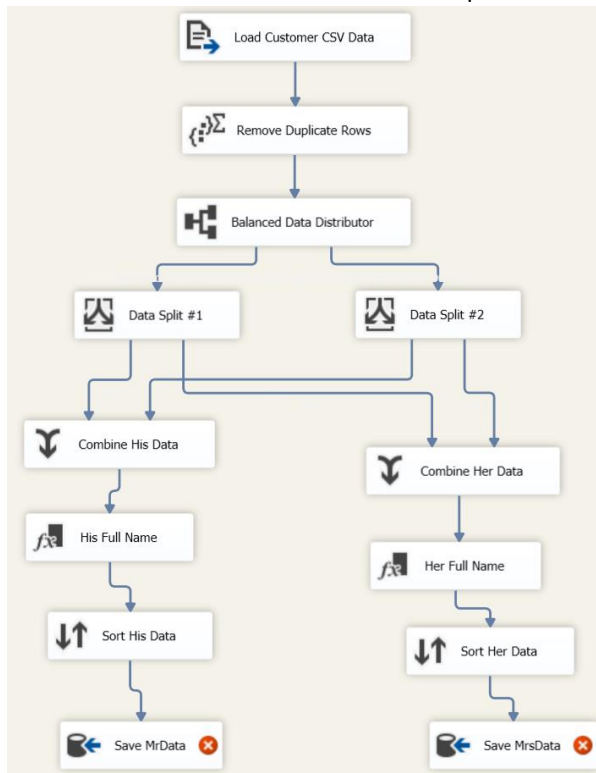 Load Customer CSV Data
Remove Duplicate Rows
Balanced Data Distributor
Data Split #1
Data Split #2
Combine His Data
Combine Her Data
His Full Name
Her Full Name
Sort His Data
Sort Her Data
Save MrData
Save MrsData